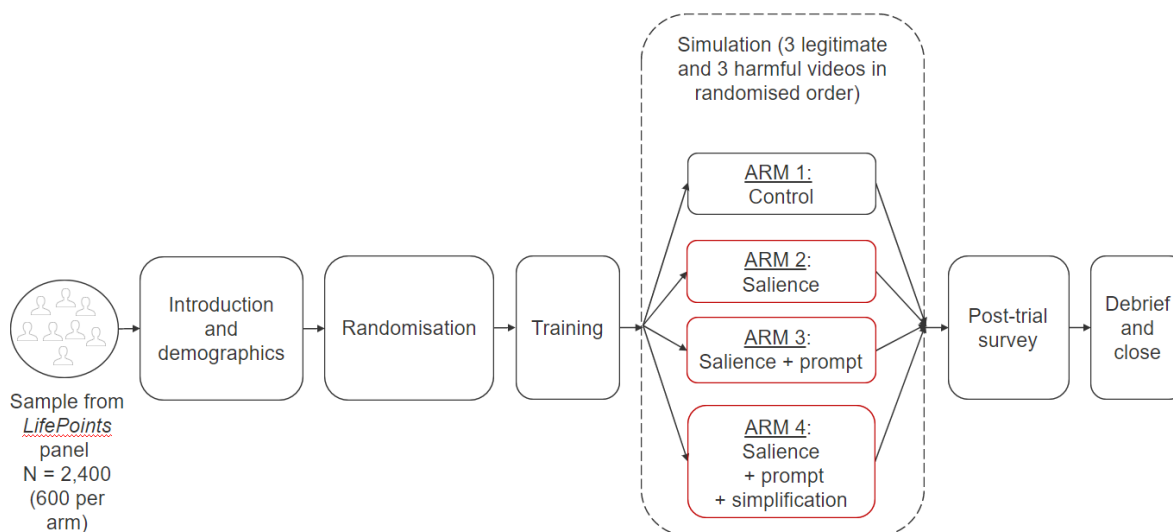 Simulation (3 legitimate
and 3 harmful videos in
randomised order)
ARM 1:
Control
ARM 2:
Salience
ARM 3:
Salience + prompt
ARM 4:
Salience
+ prompt
+ simplification
Introduction
and
demographics
Randomisation
Training
Post-trial
survey
Debrief
and
close
Sample from
LifePoints
panel
N = 2,400
(600 per
arm)